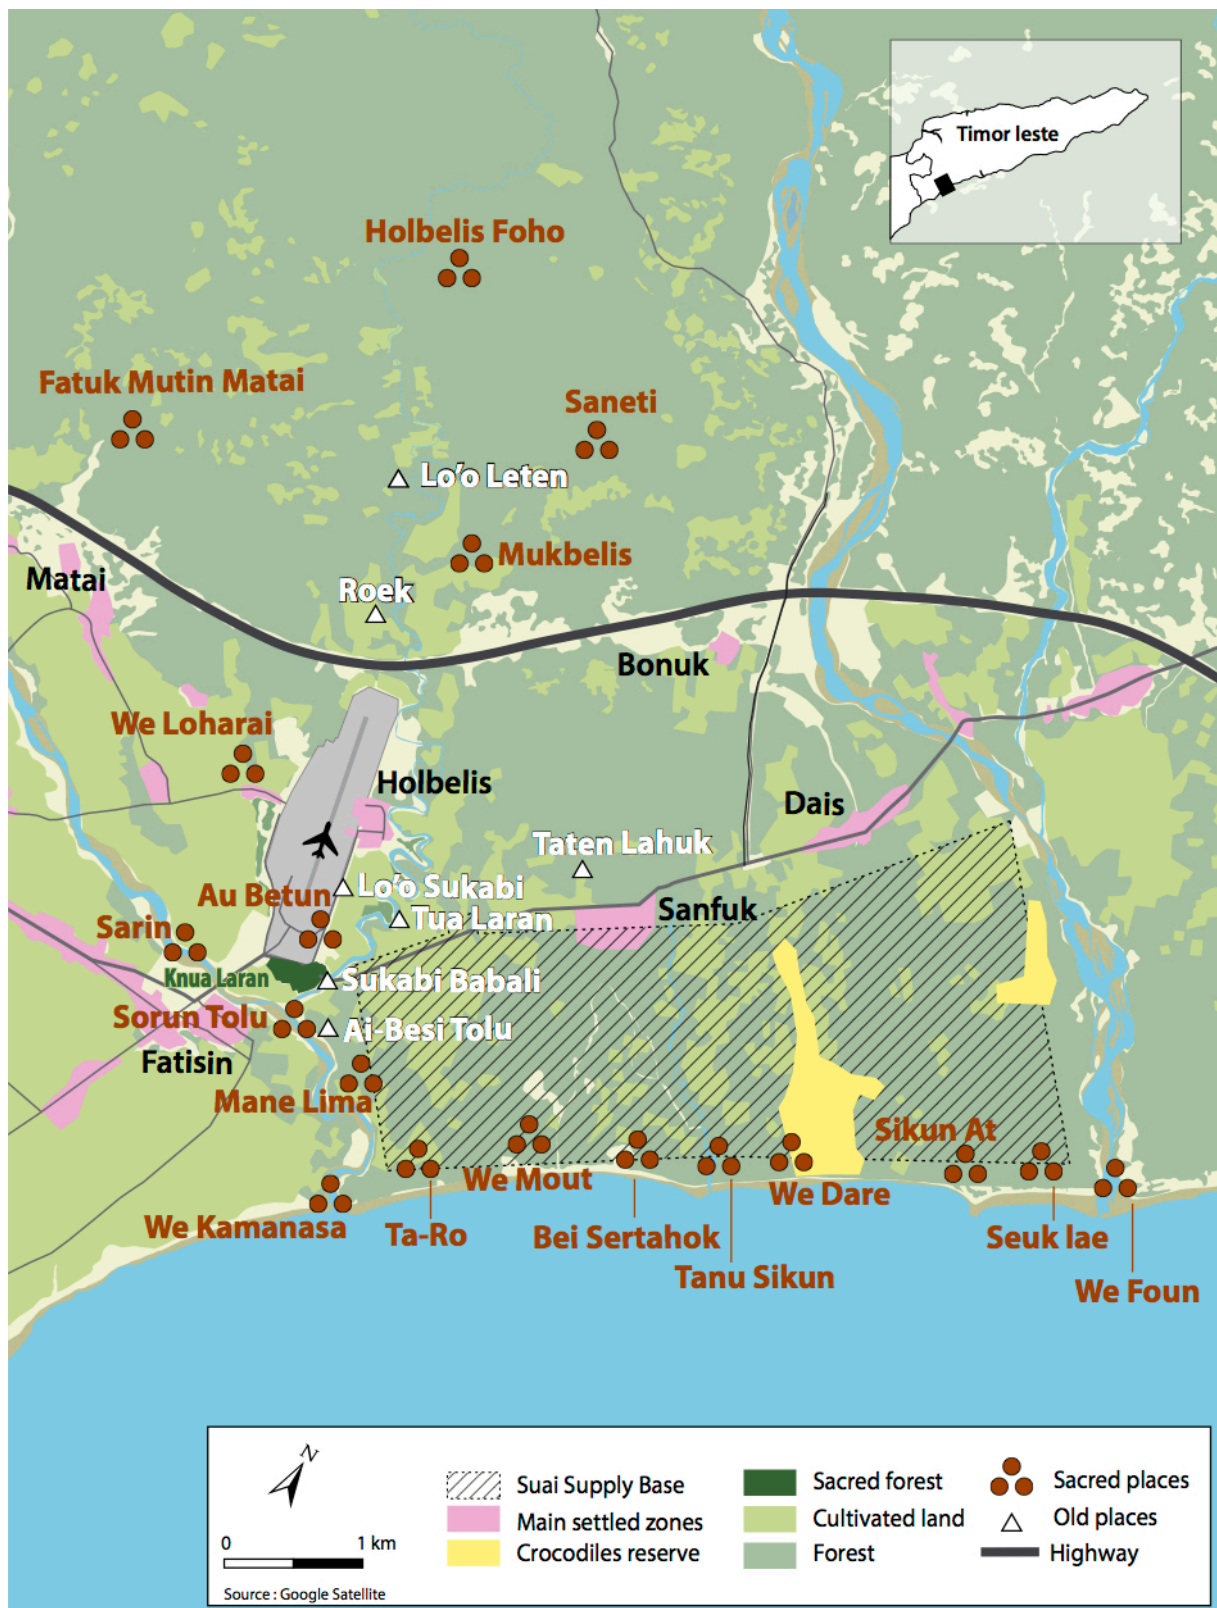 Timor leste
Holbelis Foho
Fatuk Mutin Matai
Saneti
Lo'o Leten
Mukbelis
Matai
Roek
Bonuk
We Loharai
Holbelis
Dais
Taten Lahuk
Au Betun
Lo'o Sukabi
Sanfuk
Tua Laran
Sarin
Knua Laran
Sukabi Babali
Sorun Tolu
Ai-Besi Tolu
Fatisin
Mane Lima
Sikun At
We Mout
We Dare
We Kamanasa
Ta-Ro
Bei Sertahok
Seuk Iae
Tanu Sikun
We Foun
N
0 1 km
Source : Google Satellite
Suai Supply Base
Main settled zones
Crocodiles reserve
Sacred forest
Cultivated land
Forest
Sacred places
Old places
Highway